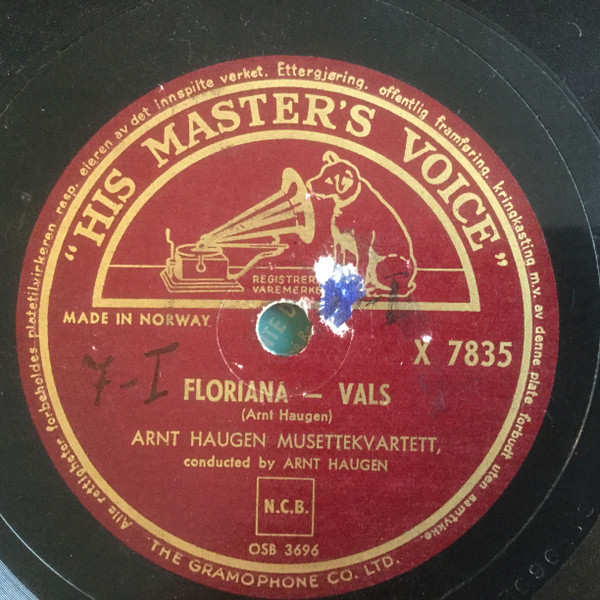 Alle rettigheter forbeholdes platetilvirkeren resp. eieren av det innspilte verket. Ettergjøring, offentlig framføring, kringkasting m.v. av denne plate forbudt uten samtykke.
"HIS MASTER'S VOICE"
REGISTRERT
VAREMERKE
MADE IN NORWAY.
X 7835
7-I
FLORIANA – VALS
(Arnt Haugen)
ARNT HAUGEN MUSETTEKVARTETT,
conducted by ARNT HAUGEN
N.C.B.
OSB 3696
THE GRAMOPHONE CO. LTD.